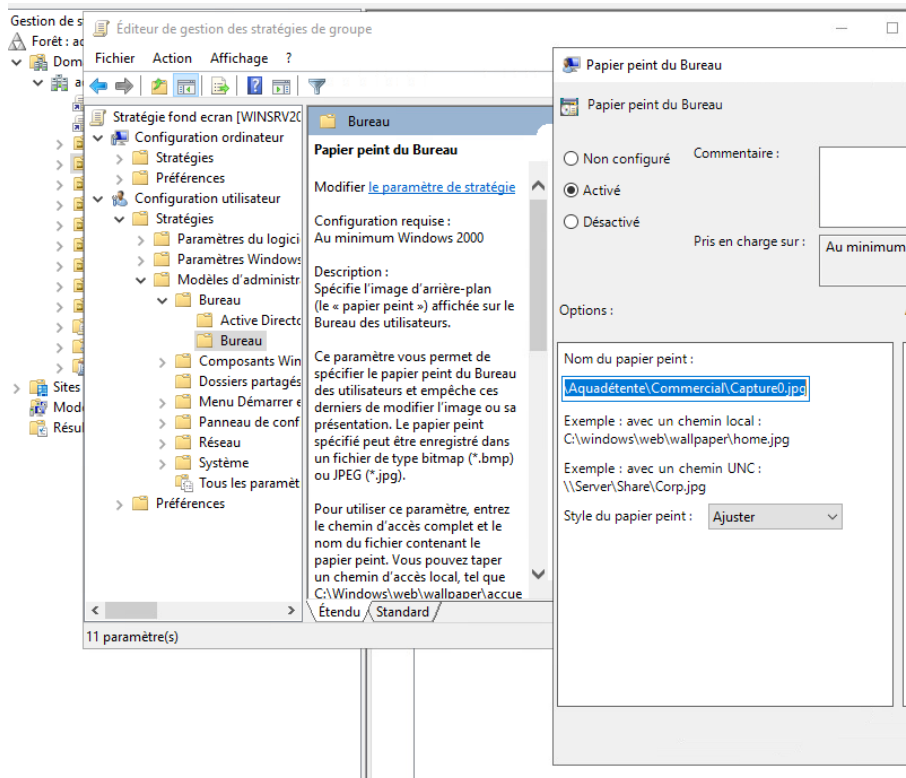 Gestion de s
Forêt : ad
Dom
Sites
Mod
Résul
Éditeur de gestion des stratégies de groupe
Fichier Action Affichage ?
Stratégie fond ecran [WINSRV20
Configuration ordinateur
Stratégies
Préférences
Configuration utilisateur
Stratégies
Paramètres du logici
Paramètres Windows
Modèles d'administr
Bureau
Active Directo
Bureau
Composants Win
Dossiers partagés
Menu Démarrer e
Panneau de conf
Réseau
Système
Tous les paramèt
Préférences
11 paramètre(s)
Bureau
Papier peint du Bureau
Modifier le paramètre de stratégie
Configuration requise :
Au minimum Windows 2000
Description :
Spécifie l'image d'arrière-plan
(le « papier peint ») affichée sur le
Bureau des utilisateurs.
Ce paramètre vous permet de
spécifier le papier peint du Bureau
des utilisateurs et empêche ces
derniers de modifier l'image ou sa
présentation. Le papier peint
spécifié peut être enregistré dans
un fichier de type bitmap (*.bmp)
ou JPEG (*.jpg).
Pour utiliser ce paramètre, entrez
le chemin d'accès complet et le
nom du fichier contenant le
papier peint. Vous pouvez taper
un chemin d'accès local, tel que
C:\Windows\web\wallpaper\accue
Étendu Standard
Papier peint du Bureau
Papier peint du Bureau
Non configuré
Activé
Désactivé
Commentaire :
Pris en charge sur :
Au minimum
Options :
Nom du papier peint :
\Aquadétente\Commercial\Capture0.jpg
Exemple : avec un chemin local :
C:\windows\web\wallpaper\home.jpg
Exemple : avec un chemin UNC :
\\Server\Share\Corp.jpg
Style du papier peint : Ajuster